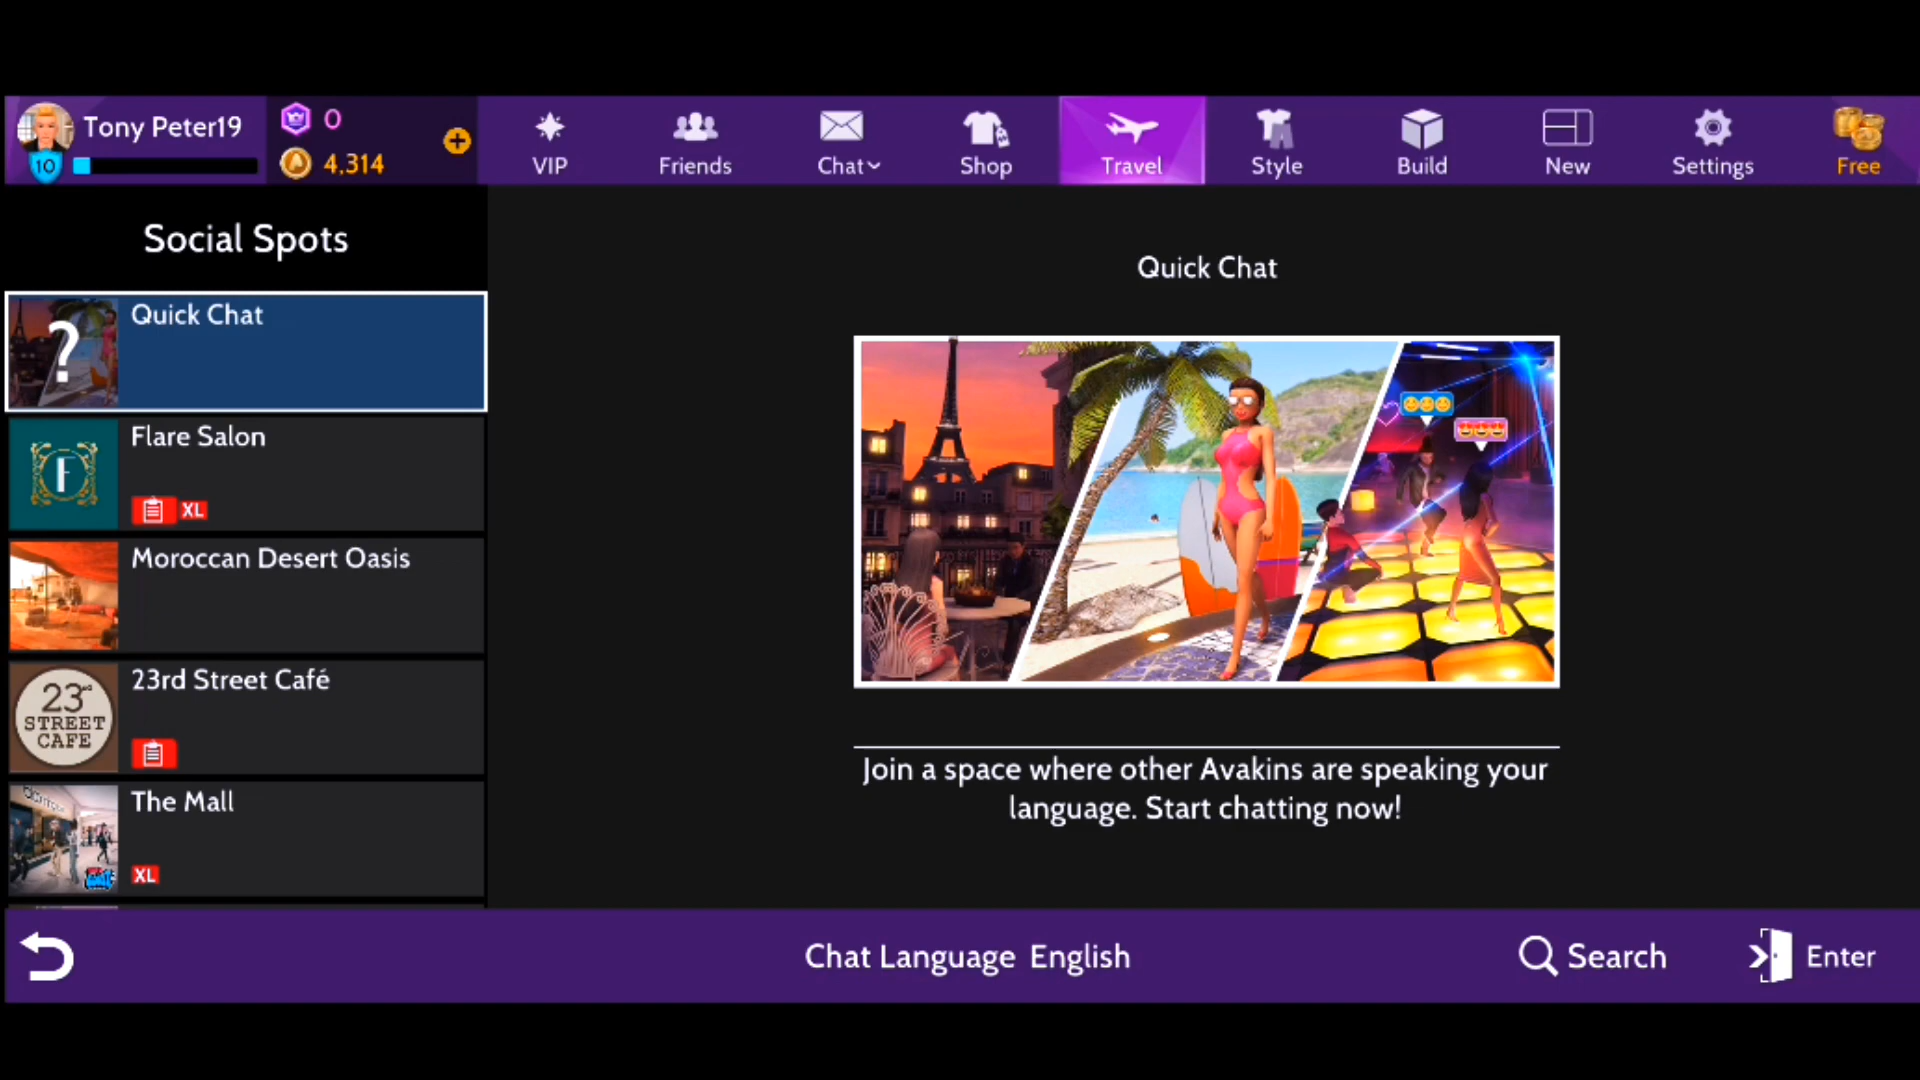 Tony Peter19
10
0
4,314
VIP
Friends
Chat
Shop
Travel
Style
Build
New
Settings
Free
Social Spots
Quick Chat
?
Flare Salon
F
XL
Moroccan Desert Oasis
23rd Street Café
23rd
STREET
CAFE
The Mall
XL
Quick Chat
Join a space where other Avakins are speaking your
language. Start chatting now!
Chat Language English
Search
Enter